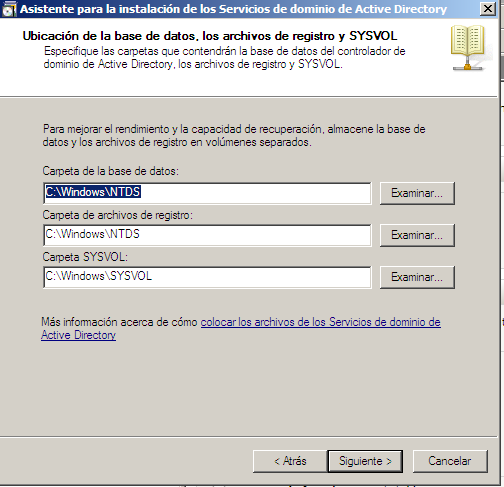 Asistente para la instalación de los Servicios de dominio de Active Directory
Ubicación de la base de datos, los archivos de registro y SYSVOL
Especifique las carpetas que contendrán la base de datos del controlador de
dominio de Active Directory, los archivos de registro y SYSVOL.
Para mejorar el rendimiento y la capacidad de recuperación, almacene la base de
datos y los archivos de registro en volúmenes separados.
Carpeta de la base de datos:
C:\Windows\NTDS
Examinar...
Carpeta de archivos de registro:
C:\Windows\NTDS
Examinar...
Carpeta SYSVOL:
C:\Windows\SYSVOL
Examinar...
Más información acerca de cómo colocar los archivos de los Servicios de dominio de
Active Directory
< Atrás
Siguiente >
Cancelar